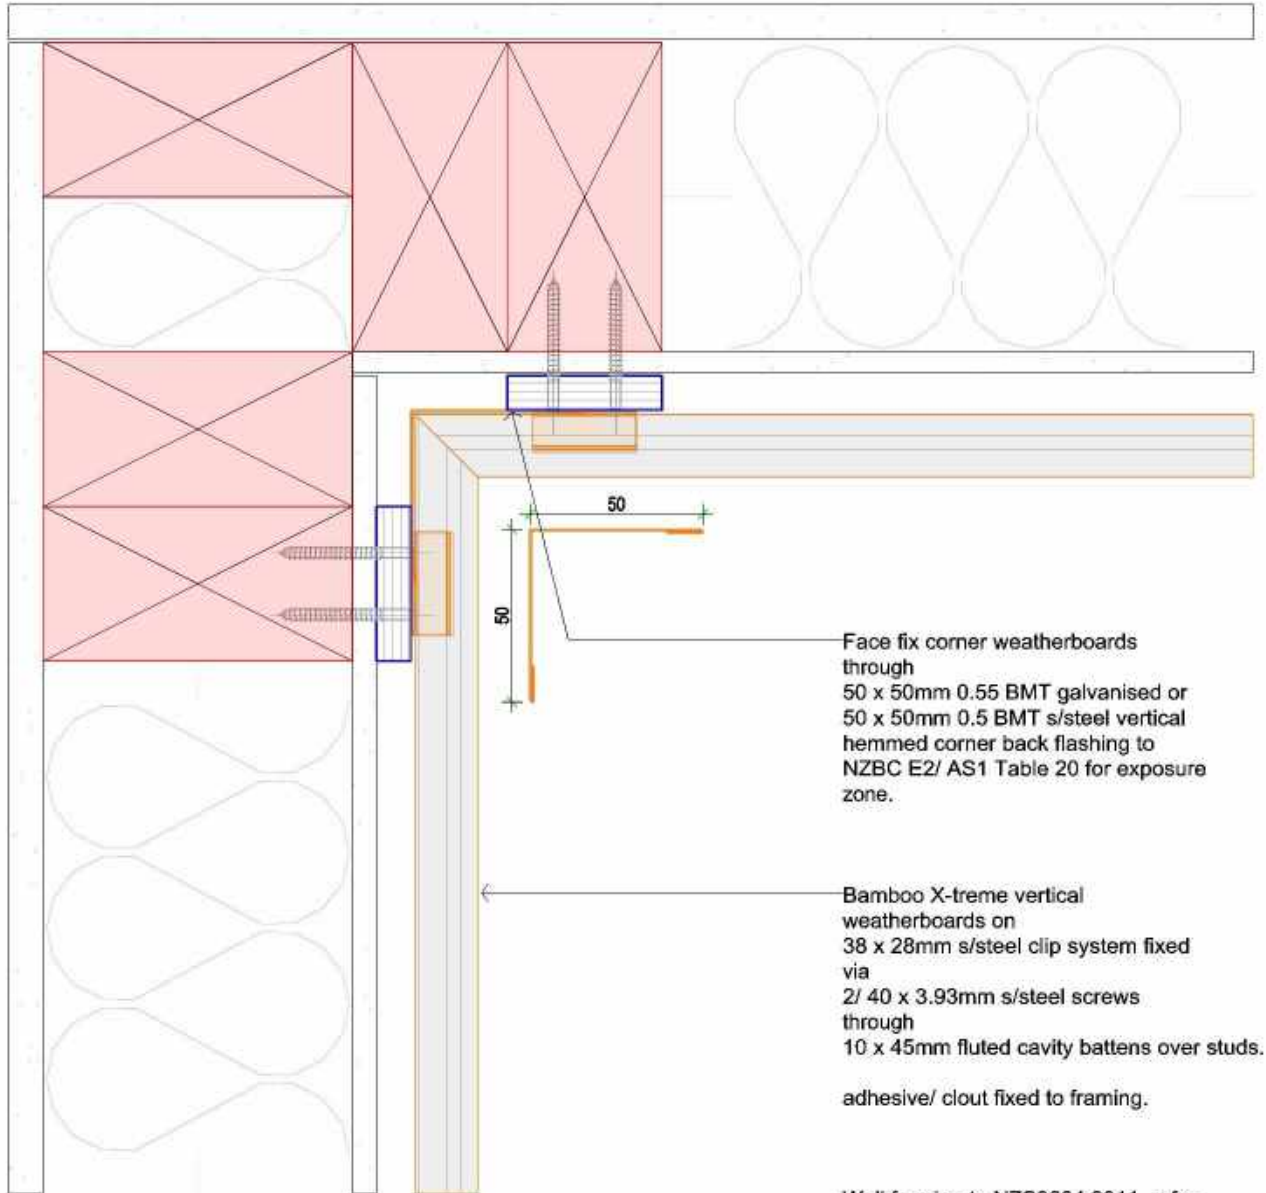 50
50
Face fix corner weatherboards
through
50 x 50mm 0.55 BMT galvanised or
50 x 50mm 0.5 BMT s/steel vertical
hemmed corner back flashing to
NZBC E2/ AS1 Table 20 for exposure
zone.
Bamboo X-treme vertical
weatherboards on
38 x 28mm s/steel clip system fixed
via
2/ 40 x 3.93mm s/steel screws
through
10 x 45mm fluted cavity battens over studs.
adhesive/ clout fixed to framing.